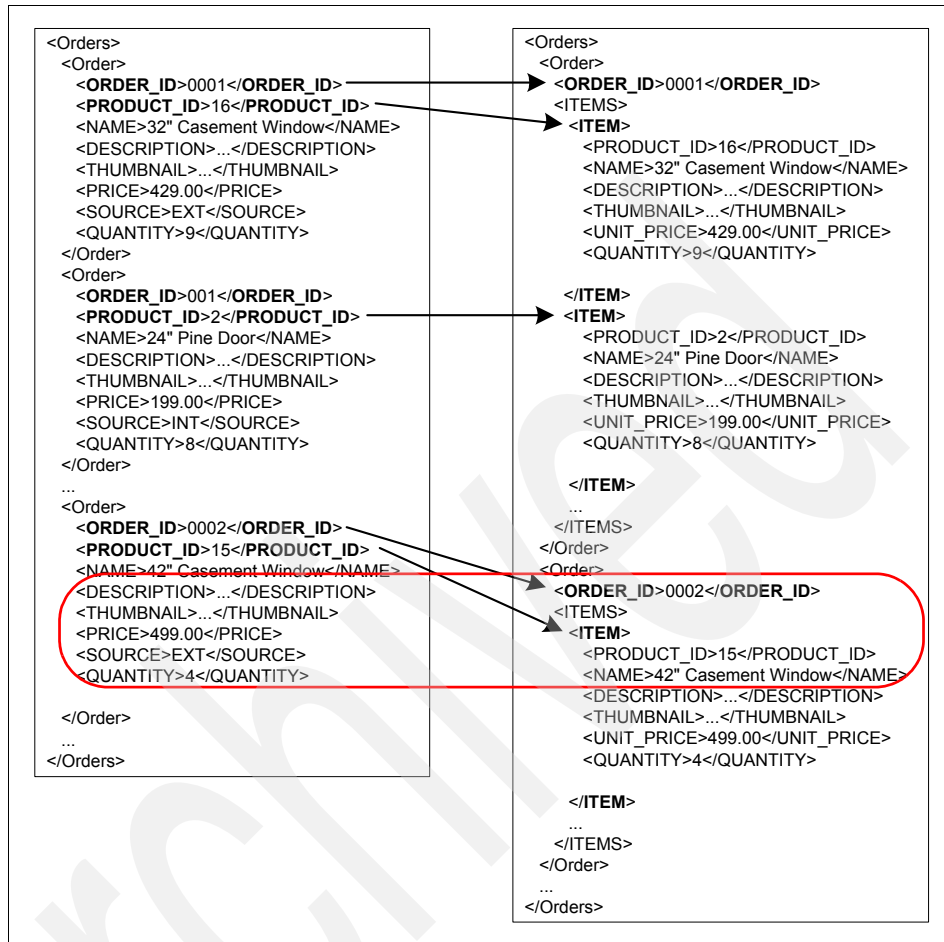 <Orders>
<Order>
<ORDER_ID>0001</ORDER_ID>
<PRODUCT_ID>16</PRODUCT_ID>
<NAME>32" Casement Window</NAME>
<DESCRIPTION>...</DESCRIPTION>
<THUMBNAIL>...</THUMBNAIL>
<PRICE>429.00</PRICE>
<SOURCE>EXT</SOURCE>
<QUANTITY>9</QUANTITY>
</Order>
<Order>
<ORDER_ID>001</ORDER_ID>
<PRODUCT_ID>2</PRODUCT_ID>
<NAME>24" Pine Door</NAME>
<DESCRIPTION>...</DESCRIPTION>
<THUMBNAIL>...</THUMBNAIL>
<PRICE>199.00</PRICE>
<SOURCE>INT</SOURCE>
<QUANTITY>8</QUANTITY>
</Order>
...
<Order>
<ORDER_ID>0002</ORDER_ID>
<PRODUCT_ID>15</PRODUCT_ID>
<NAME>42" Casement Window</NAME>
<DESCRIPTION>...</DESCRIPTION>
<THUMBNAIL>...</THUMBNAIL>
<PRICE>499.00</PRICE>
<SOURCE>EXT</SOURCE>
<QUANTITY>4</QUANTITY>
</Order>
...
</Orders>
<Orders>
<Order>
<ORDER_ID>0001</ORDER_ID>
<ITEMS>
<ITEM>
<PRODUCT_ID>16</PRODUCT_ID>
<NAME>32" Casement Window</NAME>
<DESCRIPTION>...</DESCRIPTION>
<THUMBNAIL>...</THUMBNAIL>
<UNIT_PRICE>429.00</UNIT_PRICE>
<QUANTITY>9</QUANTITY>
</ITEM>
<ITEM>
<PRODUCT_ID>2</PRODUCT_ID>
<NAME>24" Pine Door</NAME>
<DESCRIPTION>...</DESCRIPTION>
<THUMBNAIL>...</THUMBNAIL>
<UNIT_PRICE>199.00</UNIT_PRICE>
<QUANTITY>8</QUANTITY>
</ITEM>
...
</ITEMS>
</Order>
<Order>
<ORDER_ID>0002</ORDER_ID>
<ITEMS>
<ITEM>
<PRODUCT_ID>15</PRODUCT_ID>
<NAME>42" Casement Window</NAME>
<DESCRIPTION>...</DESCRIPTION>
<THUMBNAIL>...</THUMBNAIL>
<UNIT_PRICE>499.00</UNIT_PRICE>
<QUANTITY>4</QUANTITY>
</ITEM>
...
</ITEMS>
</Order>
...
</Orders>